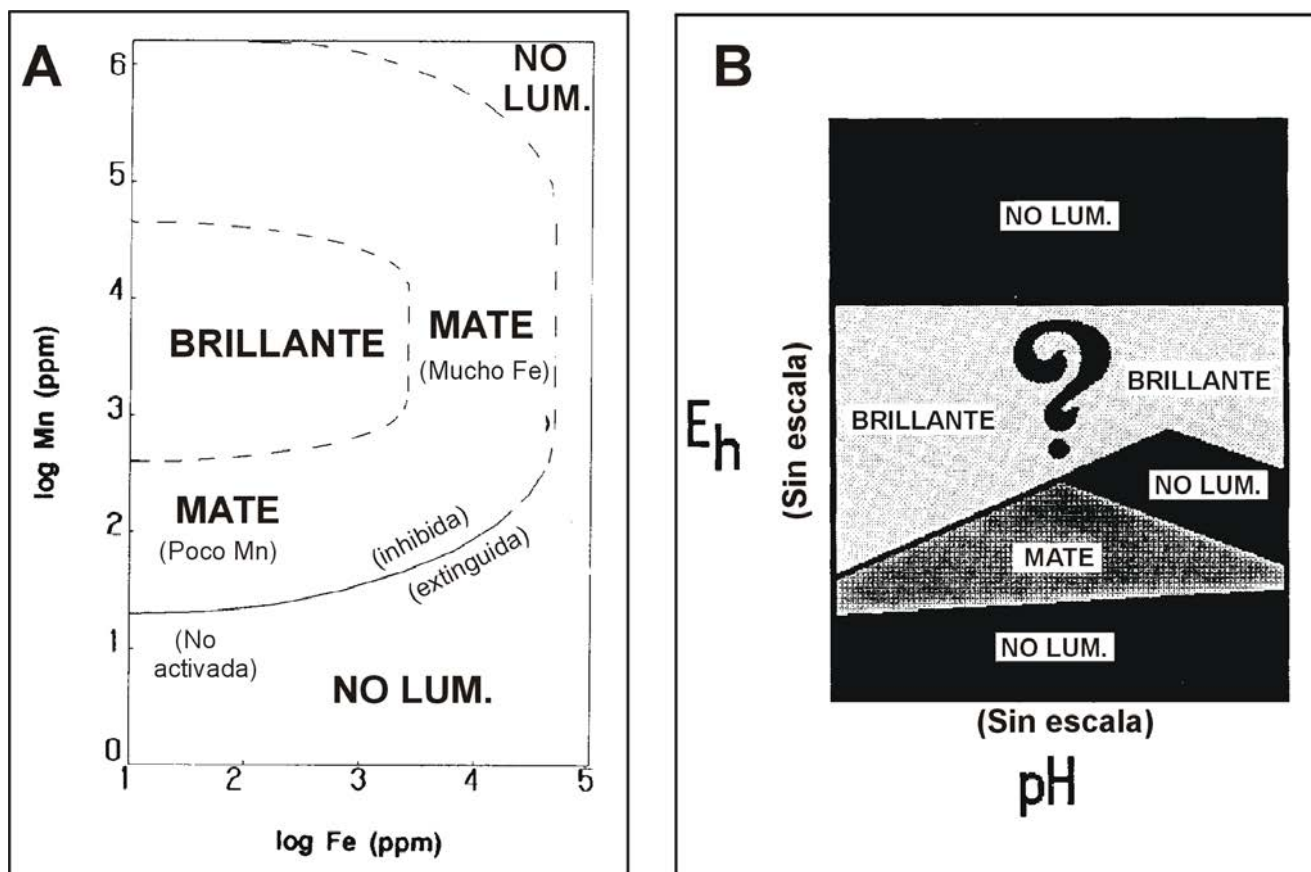 A
NO
LUM.
6
5
4
3
2
1
0
log Mn (ppm)
BRILLANTE
MATE
(Mucho Fe)
MATE
(Poco Mn)
(inhibida)
(extinguida)
(No
activada)
NO LUM.
1
2
3
4
5
log Fe (ppm)
B
NO LUM.
?
BRILLANTE
BRILLANTE
NO LUM.
MATE
NO LUM.
Eh
(Sin escala)
(Sin escala)
pH